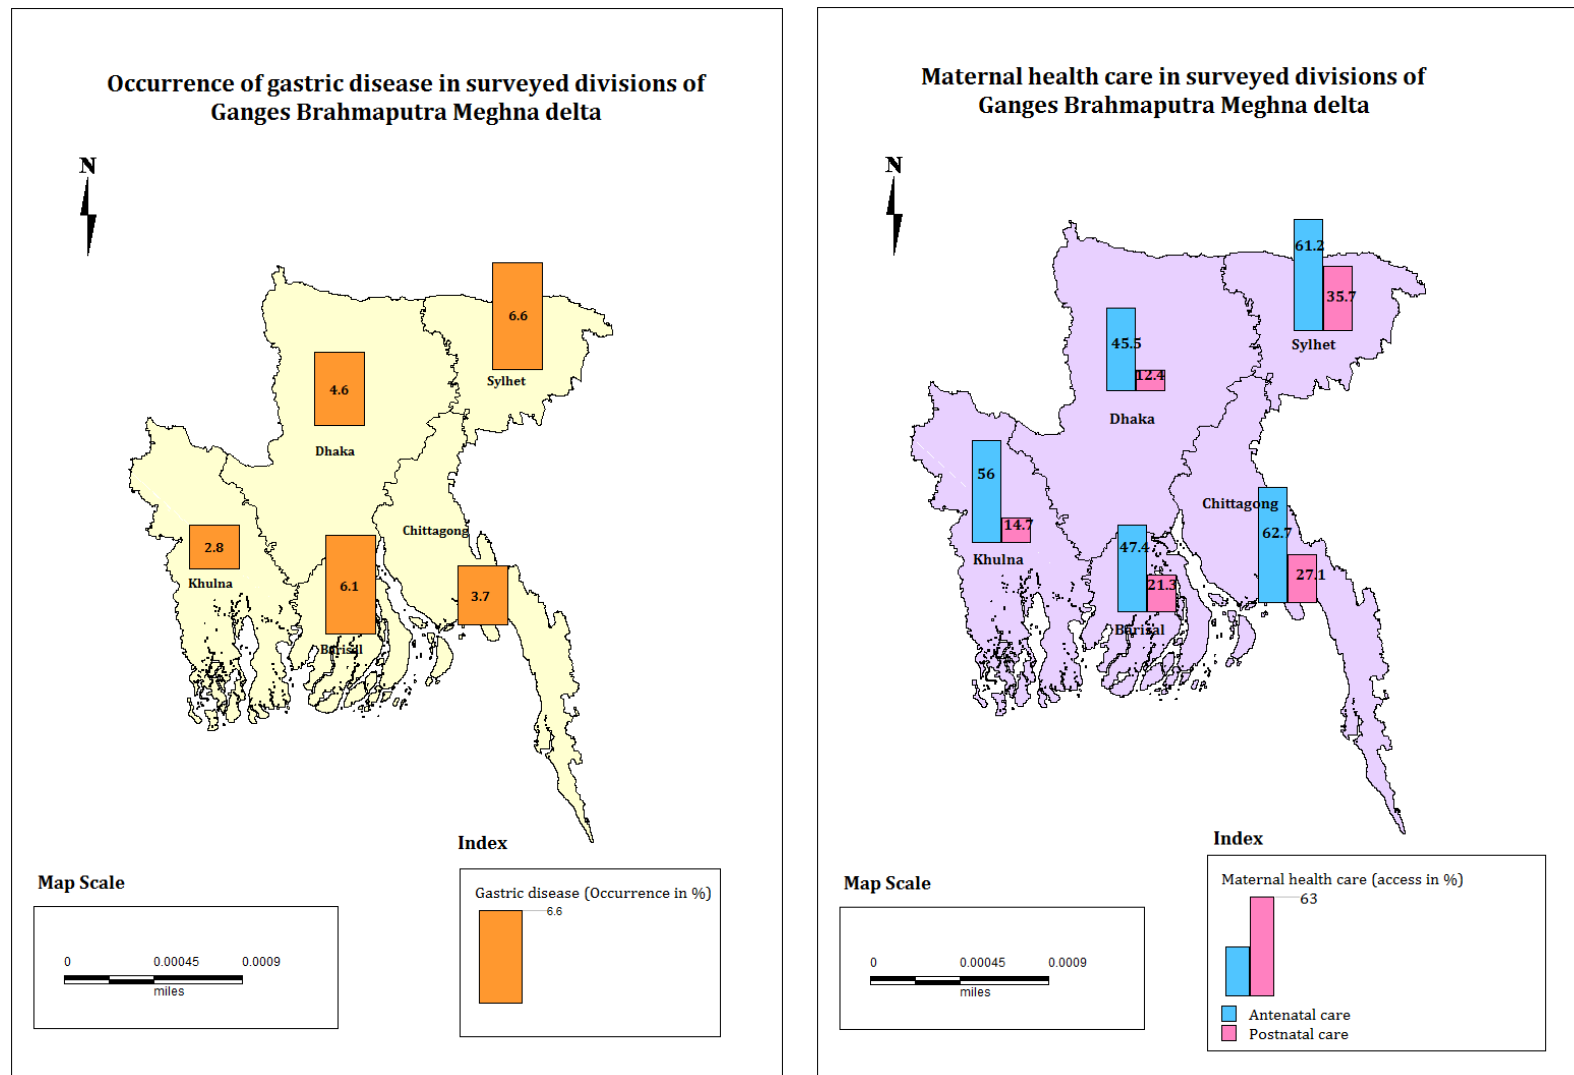 Occurrence of gastric disease in surveyed divisions of
Ganges Brahmaputra Meghna delta
N
6.6
Sylhet
4.6
Dhaka
Chittagong
2.8
Khulna
6.1
3.7
Barisal
Index
Map Scale
Gastric disease (Occurrence in %)
6.6
0 0.00045 0.0009
miles
Maternal health care in surveyed divisions of
Ganges Brahmaputra Meghna delta
N
61.2
35.7
Sylhet
45.5
12.4
Dhaka
56
14.7
Khulna
Chittagong
62.7
27.1
47.4
21.3
Barisal
Index
Map Scale
Maternal health care (access in %)
63
0 0.00045 0.0009
miles
Antenatal care
Postnatal care